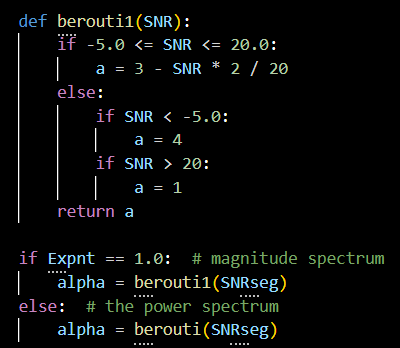 def berouti1(SNR):
    if -5.0 <= SNR <= 20.0:
        a = 3 - SNR * 2 / 20
    else:
        if SNR < -5.0:
            a = 4
        if SNR > 20:
            a = 1
    return a

if Expnt == 1.0:  # magnitude spectrum
    alpha = berouti1(SNRseg)
else:  # the power spectrum
    alpha = berouti(SNRseg)